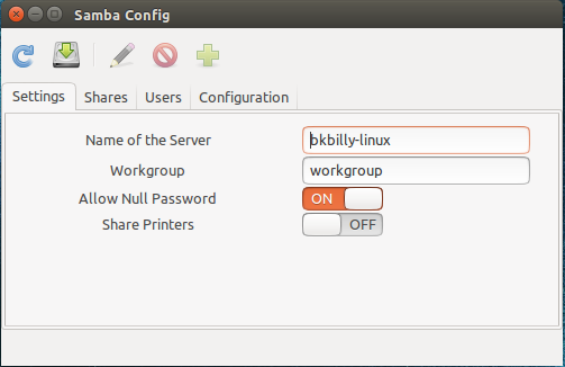 Samba Config
Settings Shares Users Configuration
Name of the Server bkbilly-linux
Workgroup workgroup
Allow Null Password ON
Share Printers OFF